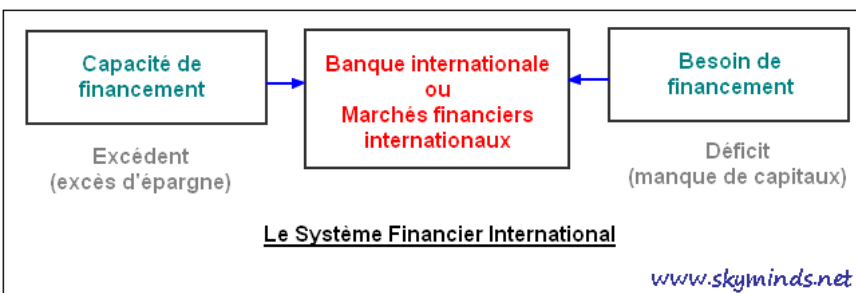 Capacité de
financement
Excédent
(excès d'épargne)
Banque internationale
ou
Marchés financiers
internationaux
Besoin de
financement
Déficit
(manque de capitaux)
Le Système Financier International
www.skyminds.net